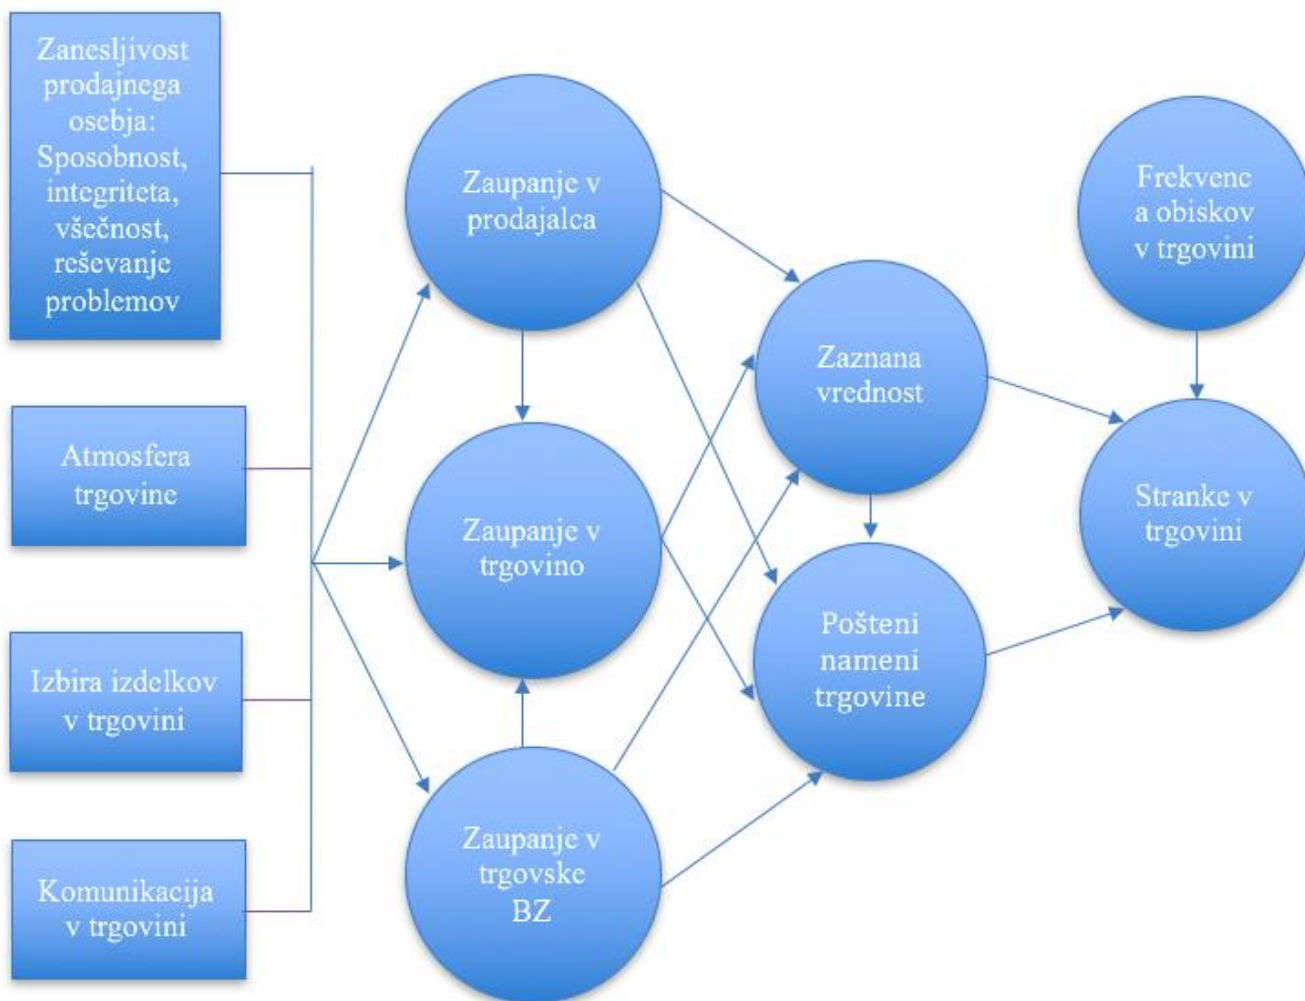 Zanesljivost
prodajnega
osebja:
Sposobnost,
integriteta,
všečnost,
reševanje
problemov
Atmosfera
trgovine
Izbira izdelkov
v trgovini
Komunikacija
v trgovini
Zaupanje v
prodajalca
Zaupanje v
trgovino
Zaupanje v
trgovske
BZ
Zaznana
vrednost
Pošteni
nameni
trgovine
Frekvenc
a obiskov
v trgovini
Stranke v
trgovini